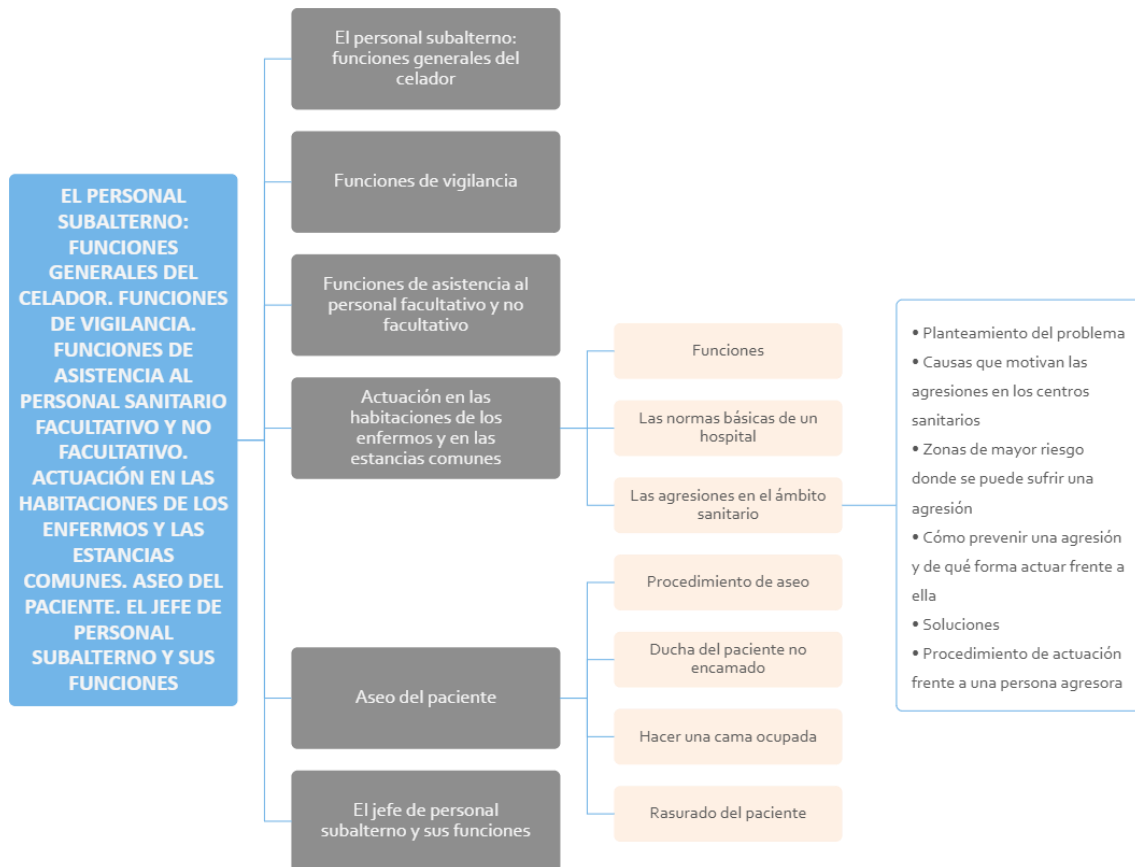 EL PERSONAL
SUBALTERNO:
FUNCIONES
GENERALES DEL
CELADOR. FUNCIONES
DE VIGILANCIA.
FUNCIONES DE
ASISTENCIA AL
PERSONAL SANITARIO
FACULTATIVO Y NO
FACULTATIVO.
ACTUACIÓN EN LAS
HABITACIONES DE LOS
ENFERMOS Y LAS
ESTANCIAS
COMUNES. ASEO DEL
PACIENTE. EL JEFE DE
PERSONAL
SUBALTERNO Y SUS
FUNCIONES
El personal subalterno:
funciones generales del
celador
Funciones de vigilancia
Funciones de asistencia al
personal facultativo y no
facultativo
Actuación en las
habitaciones de los
enfermos y en las
estancias comunes
Funciones
Las normas básicas de un
hospital
Las agresiones en el ámbito
sanitario
• Planteamiento del problema
• Causas que motivan las
agresiones en los centros
sanitarios
• Zonas de mayor riesgo
donde se puede sufrir una
agresión
• Cómo prevenir una agresión
y de qué forma actuar frente a
ella
• Soluciones
• Procedimiento de actuación
frente a una persona agresora
Aseo del paciente
Procedimiento de aseo
Ducha del paciente no
encamado
Hacer una cama ocupada
Rasurado del paciente
El jefe de personal
subalterno y sus funciones